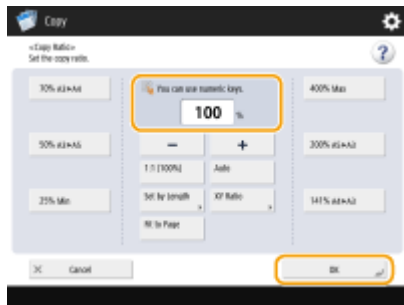 Copy
<Copy Ratio>
Set the copy ratio.
70% A3▸A4
You can use numeric keys.
400% Max
100 %
50% A3▸A5
−
+
200% A5▸A3
1:1 [100%]
Auto
25% Min
Set by Length
XY Ratio
141% A4▸A3
Fit to Page
× Cancel
OK